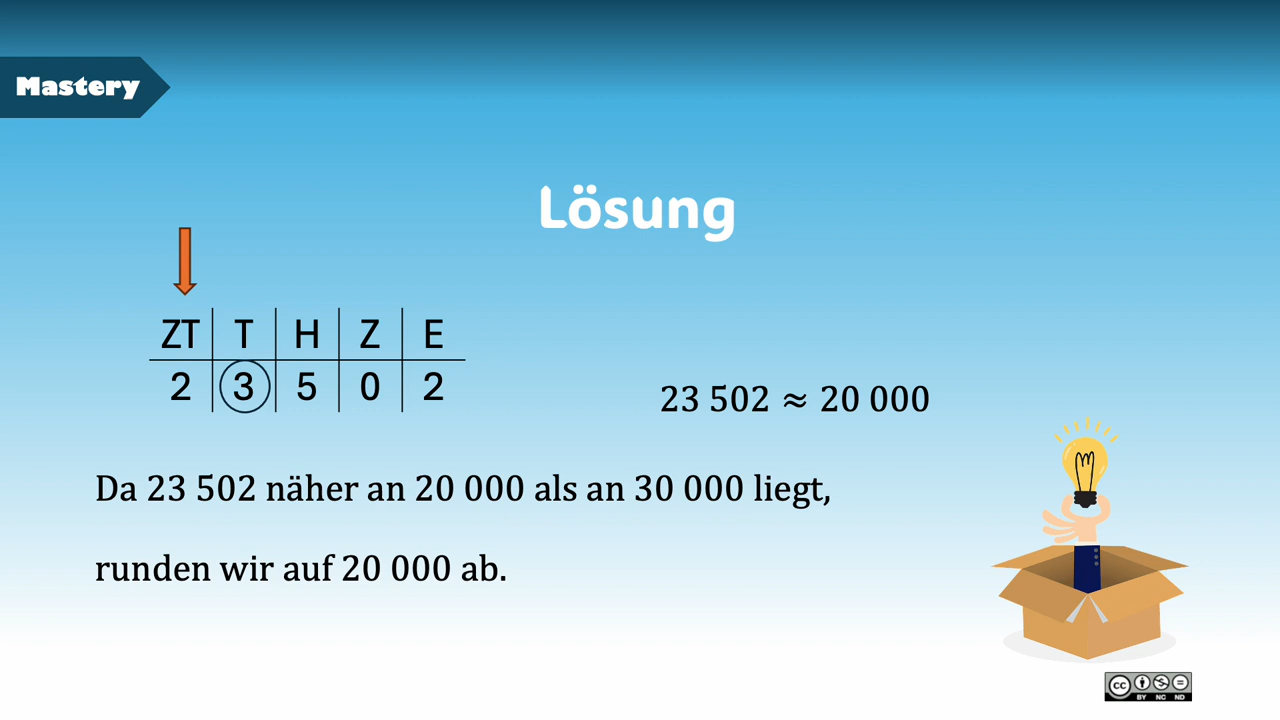 Mastery
Lösung
ZT T H Z E
2 3 5 0 2
23 502 ≈ 20 000
Da 23 502 näher an 20 000 als an 30 000 liegt,
runden wir auf 20 000 ab.
cc BY NC ND